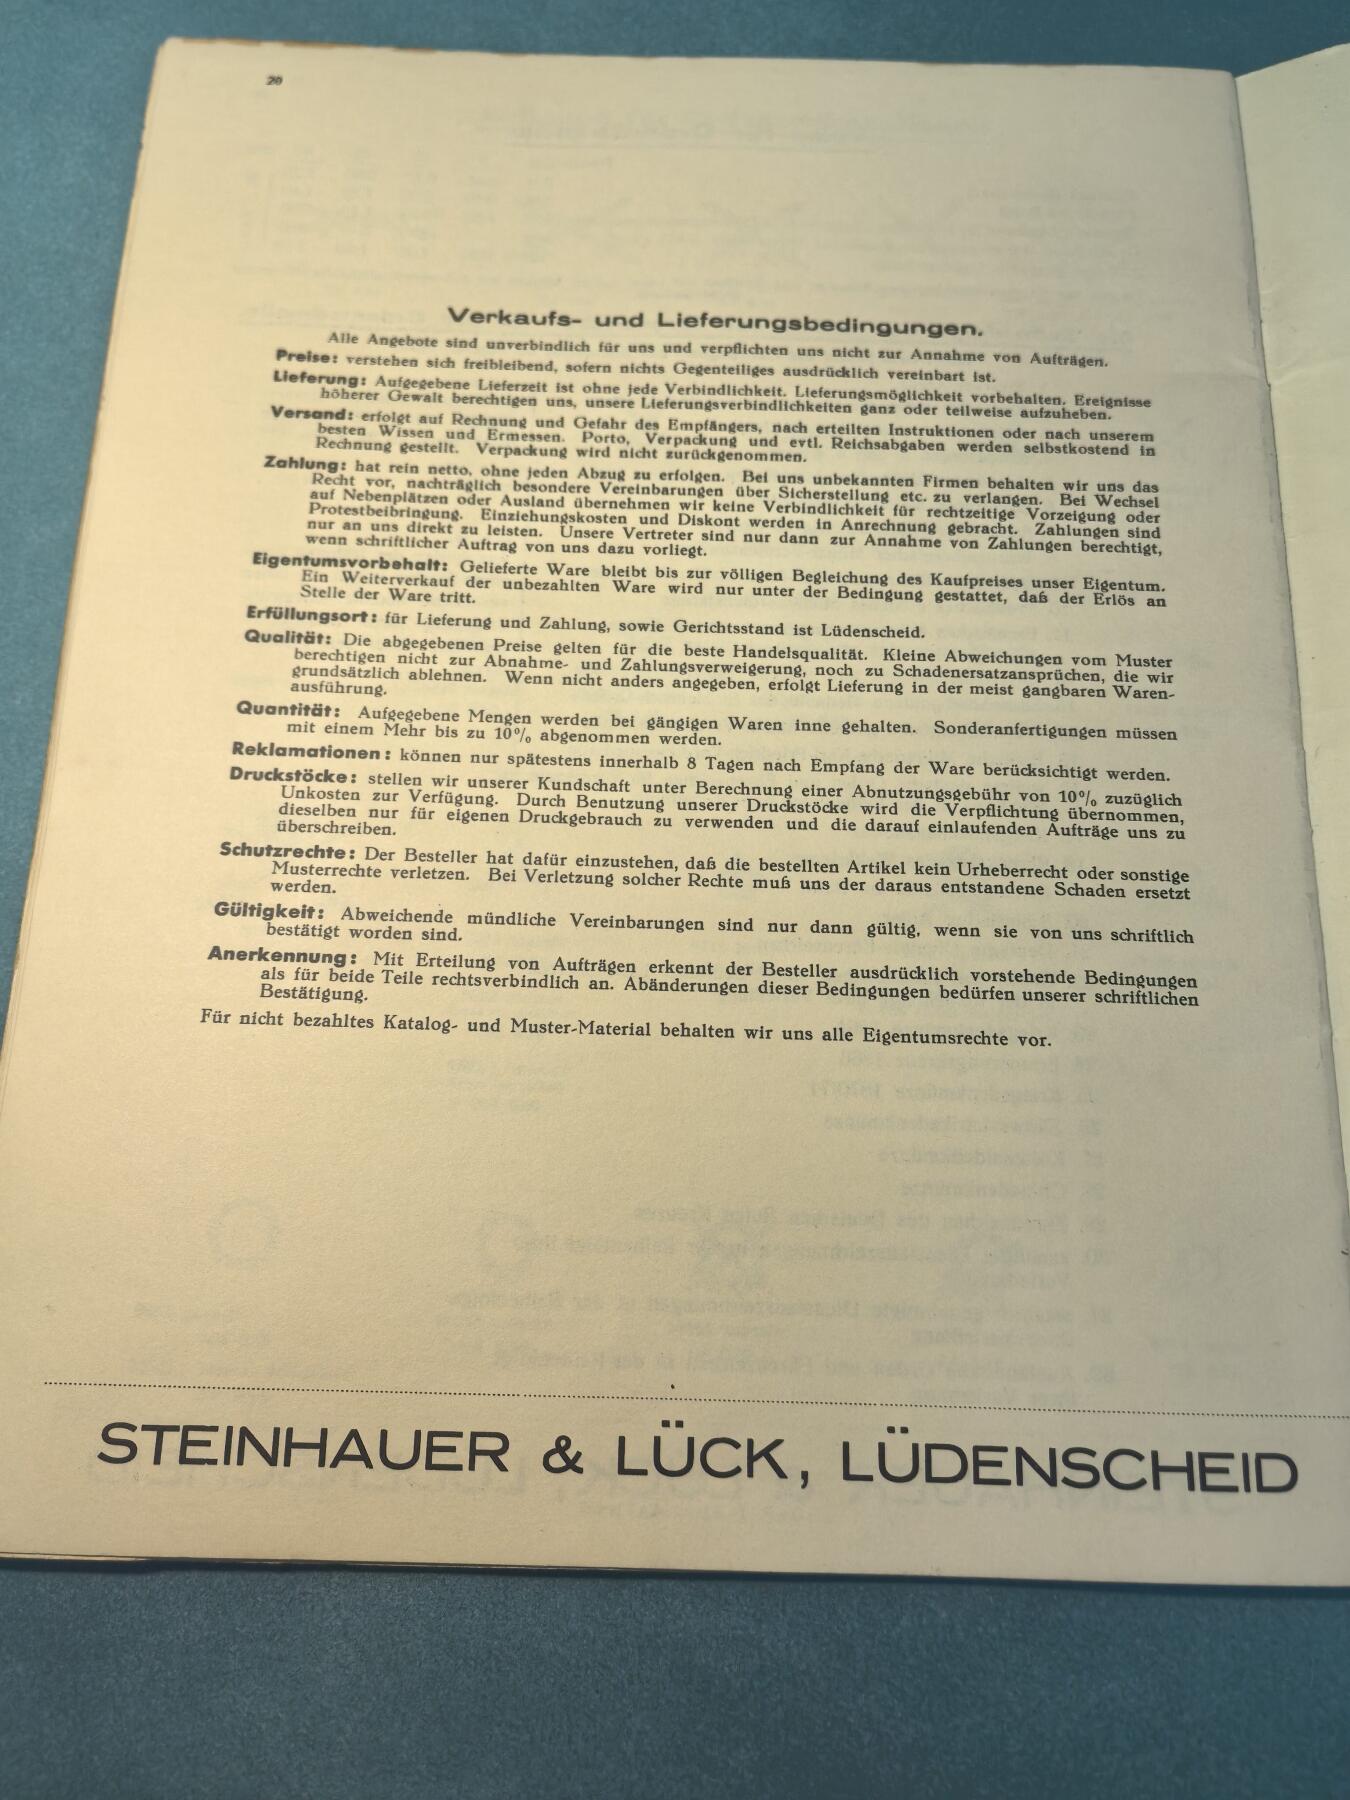 20
Verkaufs- und Lieferungsbedingungen.
Alle Angebote sind unverbindlich für uns und verpflichten uns nicht zur Annahme von Aufträgen.
Preise: verstehen sich freibleibend, sofern nichts Gegenteiliges ausdrücklich vereinbart ist.
Lieferung: Aufgegebene Lieferzeit ist ohne jede Verbindlichkeit. Lieferungsmöglichkeit vorbehalten. Ereignisse
höherer Gewalt berechtigen uns, unsere Lieferungsverbindlichkeiten ganz oder teilweise aufzuheben.
Versand: erfolgt auf Rechnung und Gefahr des Empfängers, nach erteilten Instruktionen oder nach unserem
besten Wissen und Ermessen. Porto, Verpackung und evtl. Reichsabgaben werden selbstkostend in
Rechnung gestellt. Verpackung wird nicht zurückgenommen.
Zahlung: hat rein netto, ohne jeden Abzug zu erfolgen. Bei uns unbekannten Firmen behalten wir uns das
Recht vor, nachträglich besondere Vereinbarungen über Sicherstellung etc. zu verlangen. Bei Wechsel
auf Nebenplätzen oder Ausland übernehmen wir keine Verbindlichkeit für rechtzeitige Vorzeigung oder
Protestbeibringung. Einziehungskosten und Diskont werden in Anrechnung gebracht. Zahlungen sind
nur an uns direkt zu leisten. Unsere Vertreter sind nur dann zur Annahme von Zahlungen berechtigt,
wenn schriftlicher Auftrag von uns dazu vorliegt.
Eigentumsvorbehalt: Gelieferte Ware bleibt bis zur völligen Begleichung des Kaufpreises unser Eigentum.
Ein Weiterverkauf der unbezahlten Ware wird nur unter der Bedingung gestattet, daß der Erlös an
Stelle der Ware tritt.
Erfüllungsort: für Lieferung und Zahlung, sowie Gerichtsstand ist Lüdenscheid.
Qualität: Die abgegebenen Preise gelten für die beste Handelsqualität. Kleine Abweichungen vom Muster
berechtigen nicht zur Abnahme- und Zahlungsverweigerung, noch zu Schadenersatzansprüchen, die wir
grundsätzlich ablehnen. Wenn nicht anders angegeben, erfolgt Lieferung in der meist gangbaren Waren-
ausführung.
Quantität: Aufgegebene Mengen werden bei gängigen Waren inne gehalten. Sonderanfertigungen müssen
mit einem Mehr bis zu 10% abgenommen werden.
Reklamationen: können nur spätestens innerhalb 8 Tagen nach Empfang der Ware berücksichtigt werden.
Druckstöcke: stellen wir unserer Kundschaft unter Berechnung einer Abnutzungsgebühr von 10% zuzüglich
Unkosten zur Verfügung. Durch Benutzung unserer Druckstöcke wird die Verpflichtung übernommen,
dieselben nur für eigenen Druckgebrauch zu verwenden und die darauf einlaufenden Aufträge uns zu
überschreiben.
Schutzrechte: Der Besteller hat dafür einzustehen, daß die bestellten Artikel kein Urheberrecht oder sonstige
Musterrechte verletzen. Bei Verletzung solcher Rechte muß uns der daraus entstandene Schaden ersetzt
werden.
Gültigkeit: Abweichende mündliche Vereinbarungen sind nur dann gültig, wenn sie von uns schriftlich
bestätigt worden sind.
Anerkennung: Mit Erteilung von Aufträgen erkennt der Besteller ausdrücklich vorstehende Bedingungen
als für beide Teile rechtsverbindlich an. Abänderungen dieser Bedingungen bedürfen unserer schriftlichen
Bestätigung.
Für nicht bezahltes Katalog- und Muster-Material behalten wir uns alle Eigentumsrechte vor.
STEINHAUER & LÜCK, LÜDENSCHEID